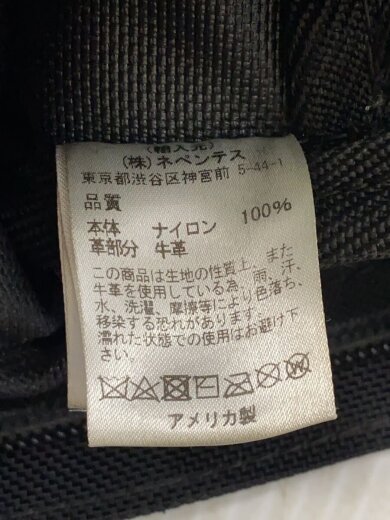 (輸入元)
(株)ネペンテス
東京都渋谷区神宮前 5-44-1
品質
本体 ナイロン 100%
革部分 牛革
この商品は生地の性質上、また
牛革を使用している為、雨、汗、
水、洗濯、摩擦等により色落ち、
移染する恐れがあります。
濡れた状態での使用はお避け下
さい。
アメリカ製